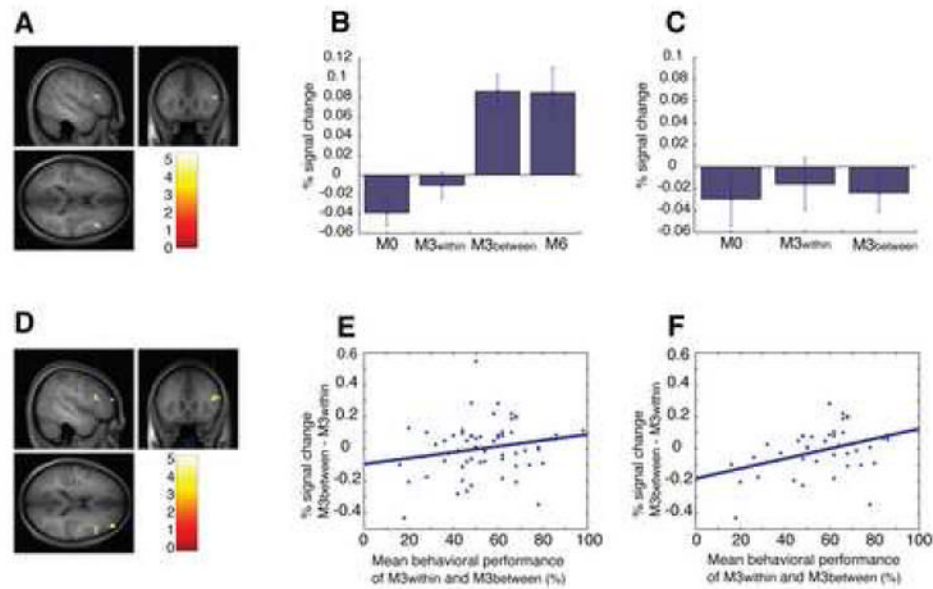 A
5
4
3
2
1
0
B
% signal change
0.12
0.1
0.08
0.06
0.04
0.02
0
-0.02
-0.04
-0.06
M0 M3within M3between M6
C
% signal change
0.1
0.08
0.06
0.04
0.02
0
-0.02
-0.04
-0.06
M0 M3within M3between
D
5
4
3
2
1
0
E
% signal change
M3between - M3within
0.6
0.4
0.2
0
-0.2
-0.4
0 20 40 60 80 100
Mean behavioral performance
of M3within and M3between (%)
F
% signal change
M3between - M3within
0.6
0.4
0.2
0
-0.2
-0.4
0 20 40 60 80 100
Mean behavioral performance
of M3within and M3between (%)